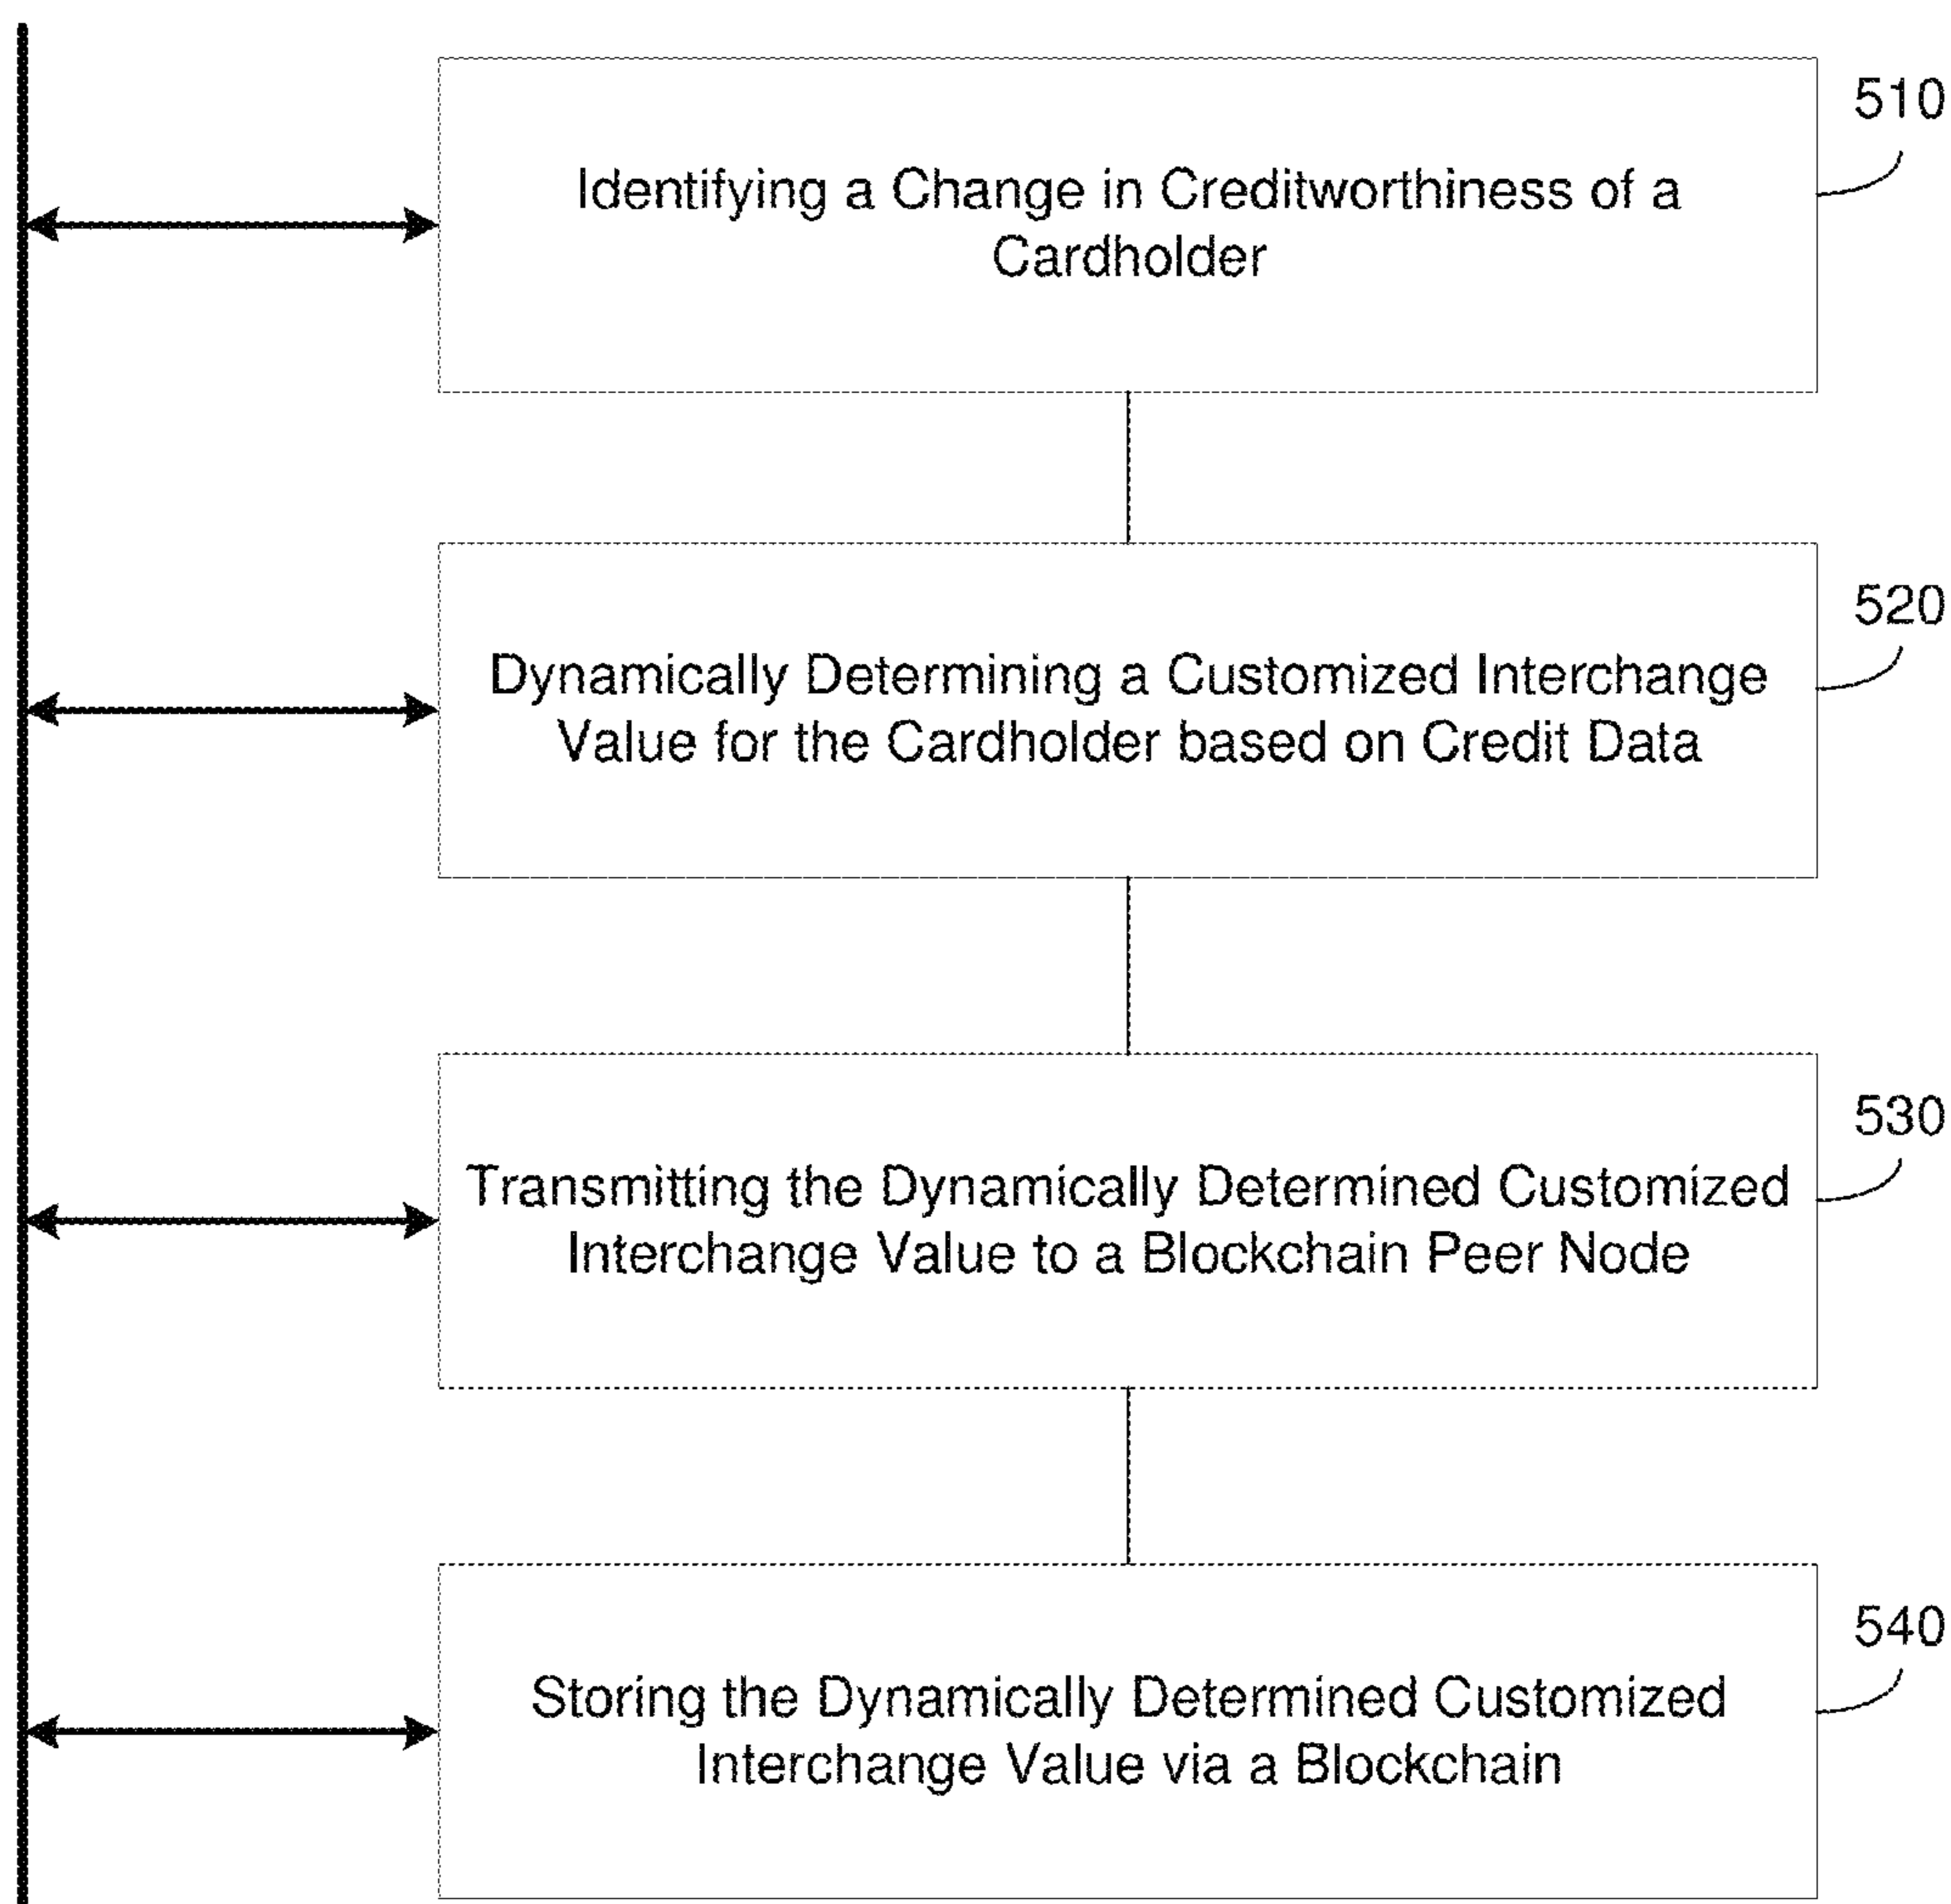 510
Identifying a Change in Creditworthiness of a
Cardholder
520
Dynamically Determining a Customized Interchange
Value for the Cardholder based on Credit Data
530
Transmitting the Dynamically Determined Customized
Interchange Value to a Blockchain Peer Node
540
Storing the Dynamically Determined Customized
Interchange Value via a Blockchain